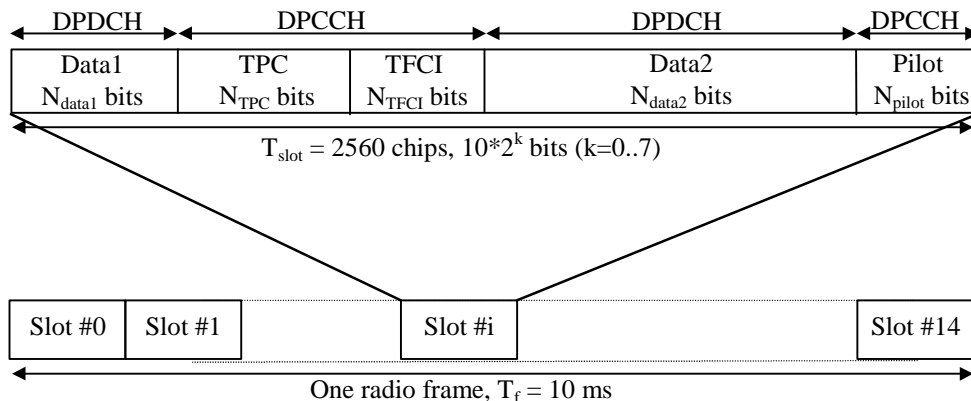 DPDCH DPCCH DPDCH DPCCH
Data1 TPC TFCI Data2 Pilot
N_data1 bits N_TPC bits N_TFCI bits N_data2 bits N_pilot bits
T_slot = 2560 chips, 10*2^k bits (k=0..7)
Slot #0 Slot #1 Slot #i Slot #14
One radio frame, T_f = 10 ms